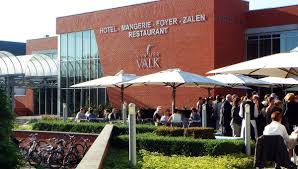 HOTEL - MANGERIE - FOYER - ZALEN
RESTAURANT
VALK